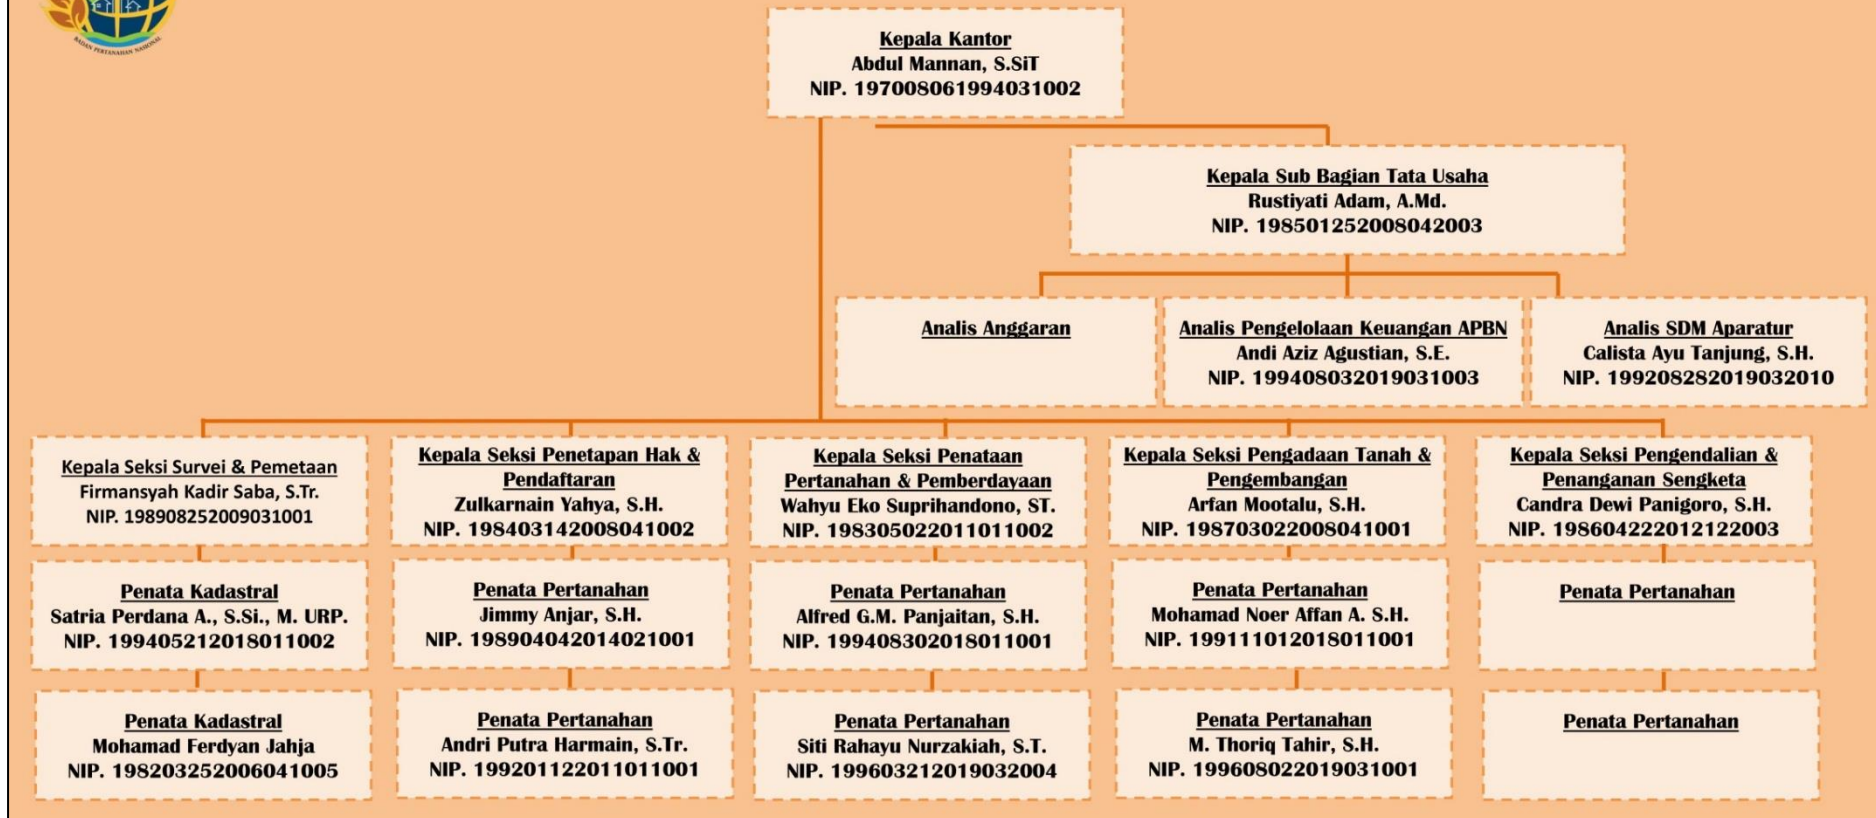 BADAN PERTANAHAN NASIONAL
Kepala Kantor
Abdul Mannan, S.SiT
NIP. 197008061994031002
Kepala Sub Bagian Tata Usaha
Rustiyati Adam, A.Md.
NIP. 198501252008042003
Analis Anggaran
Analis Pengelolaan Keuangan APBN
Andi Aziz Agustian, S.E.
NIP. 199408032019031003
Analis SDM Aparatur
Calista Ayu Tanjung, S.H.
NIP. 199208282019032010
Kepala Seksi Survei & Pemetaan
Firmansyah Kadir Saba, S.Tr.
NIP. 198908252009031001
Kepala Seksi Penetapan Hak &
Pendaftaran
Zulkarnain Yahya, S.H.
NIP. 198403142008041002
Kepala Seksi Penataan
Pertanahan & Pemberdayaan
Wahyu Eko Suprihandono, ST.
NIP. 198305022011011002
Kepala Seksi Pengadaan Tanah &
Pengembangan
Arfan Mootalu, S.H.
NIP. 198703022008041001
Kepala Seksi Pengendalian &
Penanganan Sengketa
Candra Dewi Panigoro, S.H.
NIP. 198604222012122003
Penata Kadastral
Satria Perdana A., S.Si., M. URP.
NIP. 199405212018011002
Penata Pertanahan
Jimmy Anjar, S.H.
NIP. 198904042014021001
Penata Pertanahan
Alfred G.M. Panjaitan, S.H.
NIP. 199408302018011001
Penata Pertanahan
Mohamad Noer Affan A. S.H.
NIP. 199111012018011001
Penata Pertanahan
Penata Kadastral
Mohamad Ferdyan Jahja
NIP. 198203252006041005
Penata Pertanahan
Andri Putra Harmain, S.Tr.
NIP. 199201122011011001
Penata Pertanahan
Siti Rahayu Nurzakiah, S.T.
NIP. 199603212019032004
Penata Pertanahan
M. Thoriq Tahir, S.H.
NIP. 199608022019031001
Penata Pertanahan